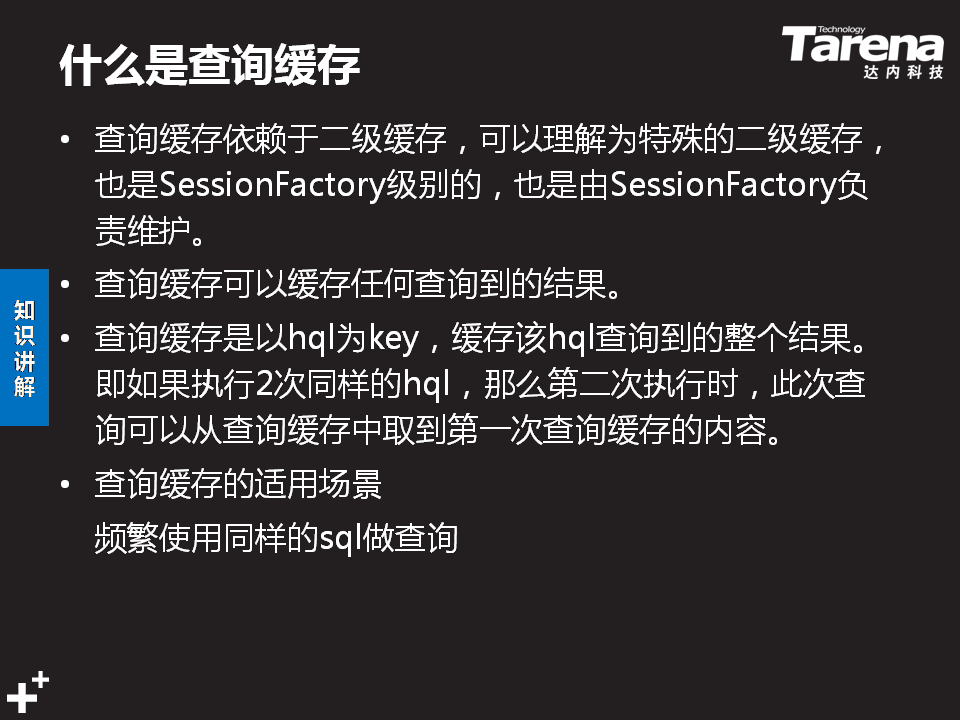 什么是查询缓存
Technology
Tarena
达内科技
• 查询缓存依赖于二级缓存，可以理解为特殊的二级缓存，
也是SessionFactory级别的，也是由SessionFactory负
责维护。
• 查询缓存可以缓存任何查询到的结果。
• 查询缓存是以hql为key，缓存该hql查询到的整个结果。
即如果执行2次同样的hql，那么第二次执行时，此次查
询可以从查询缓存中取到第一次查询缓存的内容。
• 查询缓存的适用场景
频繁使用同样的sql做查询
知
识
讲
解